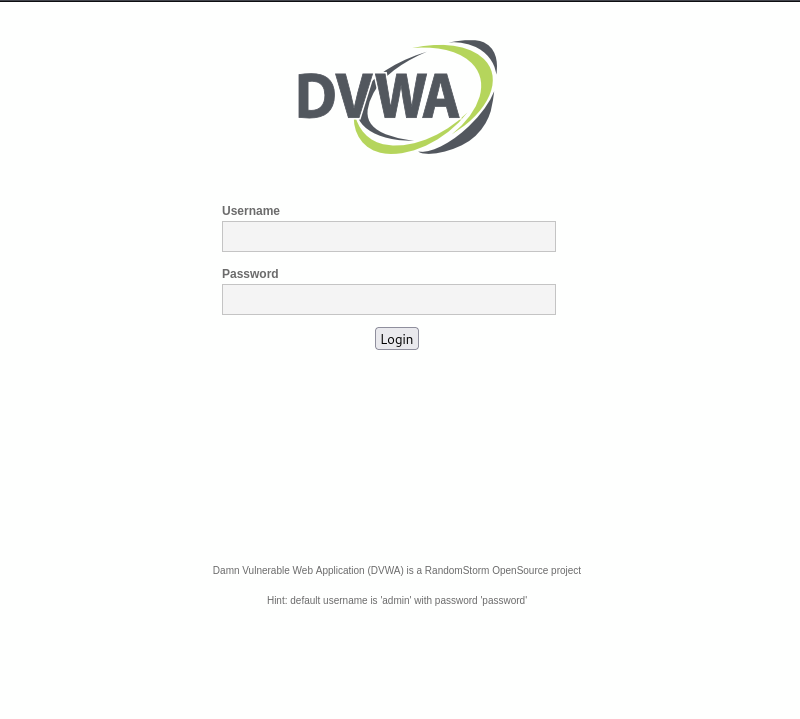 DVWA
Username
Password
Login
Damn Vulnerable Web Application (DVWA) is a RandomStorm OpenSource project
Hint: default username is 'admin' with password 'password'